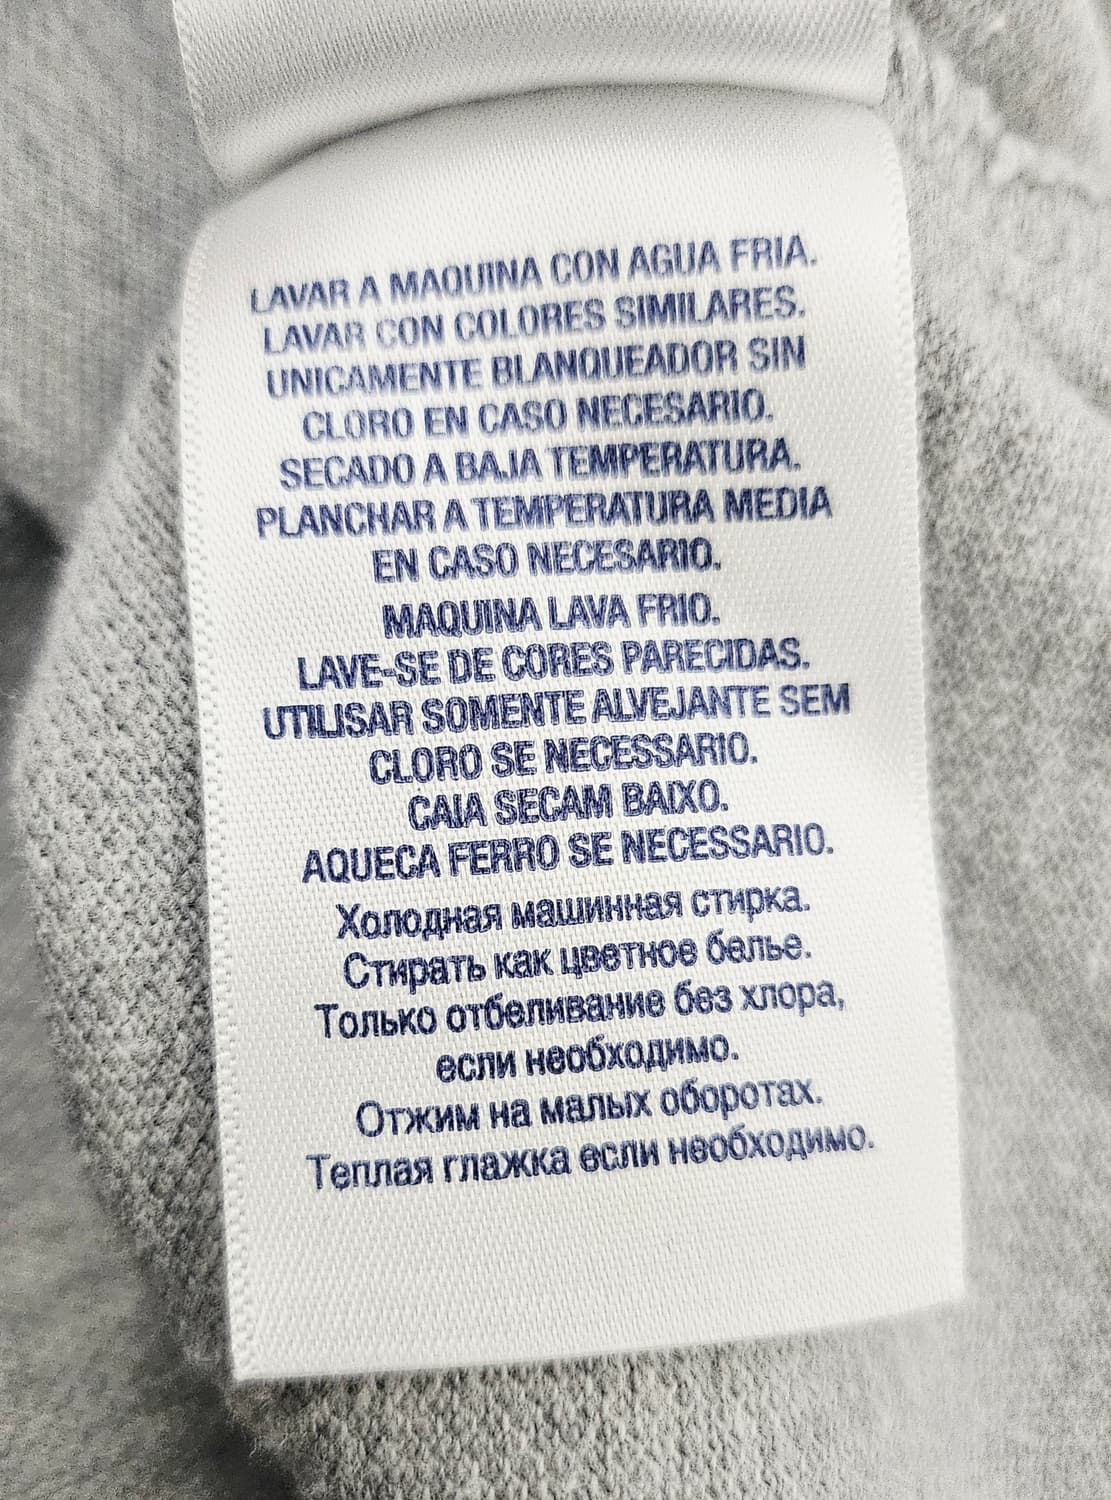 LAVAR A MAQUINA CON AGUA FRIA.
LAVAR CON COLORES SIMILARES.
UNICAMENTE BLANQUEADOR SIN
CLORO EN CASO NECESARIO.
SECADO A BAJA TEMPERATURA.
PLANCHAR A TEMPERATURA MEDIA
EN CASO NECESARIO.
MAQUINA LAVA FRIO.
LAVE-SE DE CORES PARECIDAS.
UTILISAR SOMENTE ALVEJANTE SEM
CLORO SE NECESSARIO.
CAIA SECAM BAIXO.
AQUECA FERRO SE NECESSARIO.
Холодная машинная стирка.
Стирать как цветное белье.
Только отбеливание без хлора,
если необходимо.
Отжим на малых оборотах.
Теплая глажка если необходимо.